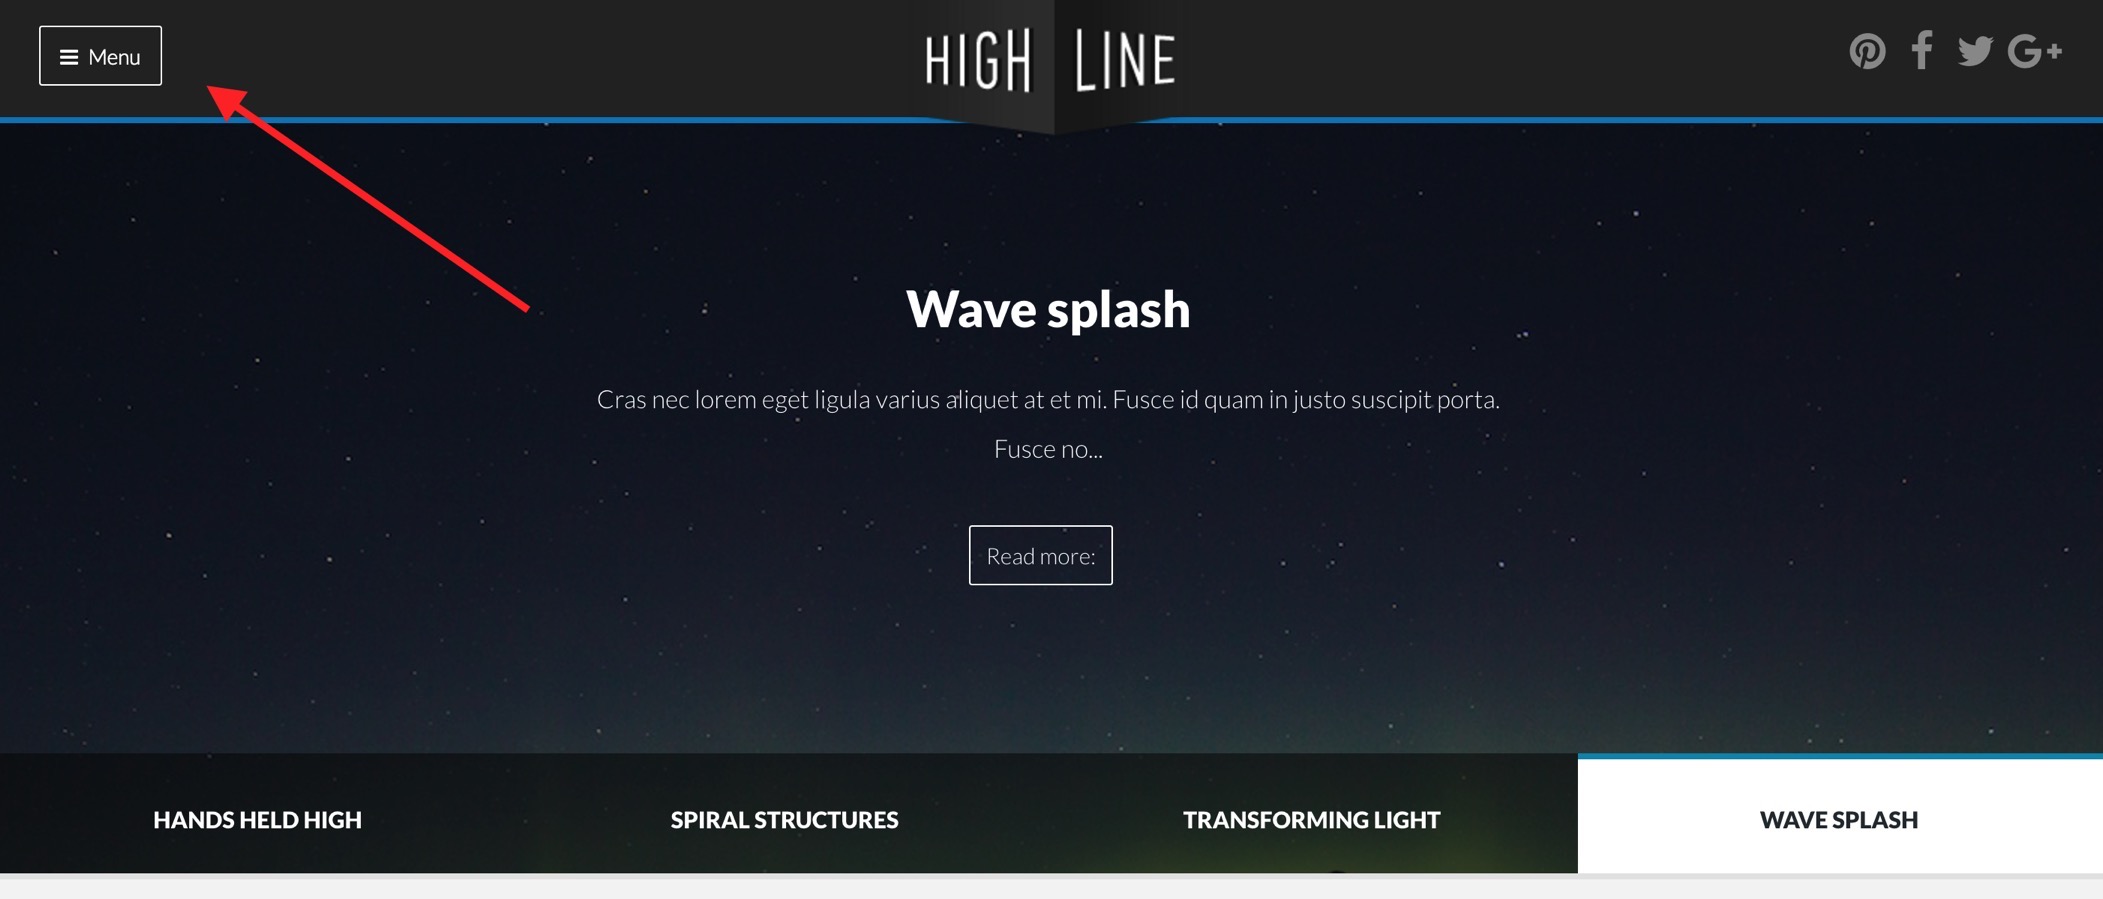 Menu
HIGH LINE
Wave splash
Cras nec lorem eget ligula varius aliquet at et mi. Fusce id quam in justo suscipit porta.
Fusce no...
Read more:
HANDS HELD HIGH
SPIRAL STRUCTURES
TRANSFORMING LIGHT
WAVE SPLASH